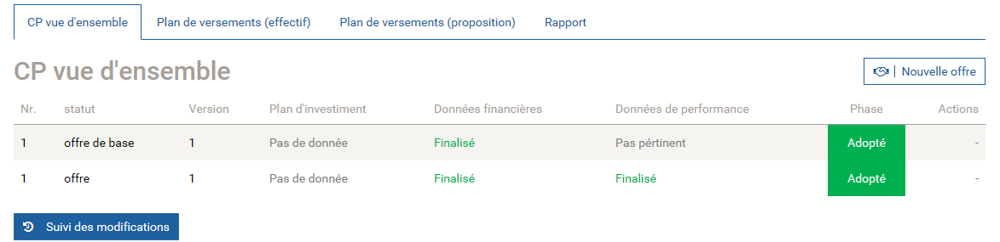 CP vue d'ensemble Plan de versements (effectif) Plan de versements (proposition) Rapport
CP vue d'ensemble
Nouvelle offre
Nr. statut Version Plan d'investiment Données financières Données de performance Phase Actions
1 offre de base 1 Pas de donnée Finalisé Pas pértinent Adopté -
1 offre 1 Pas de donnée Finalisé Finalisé Adopté -
Suivi des modifications